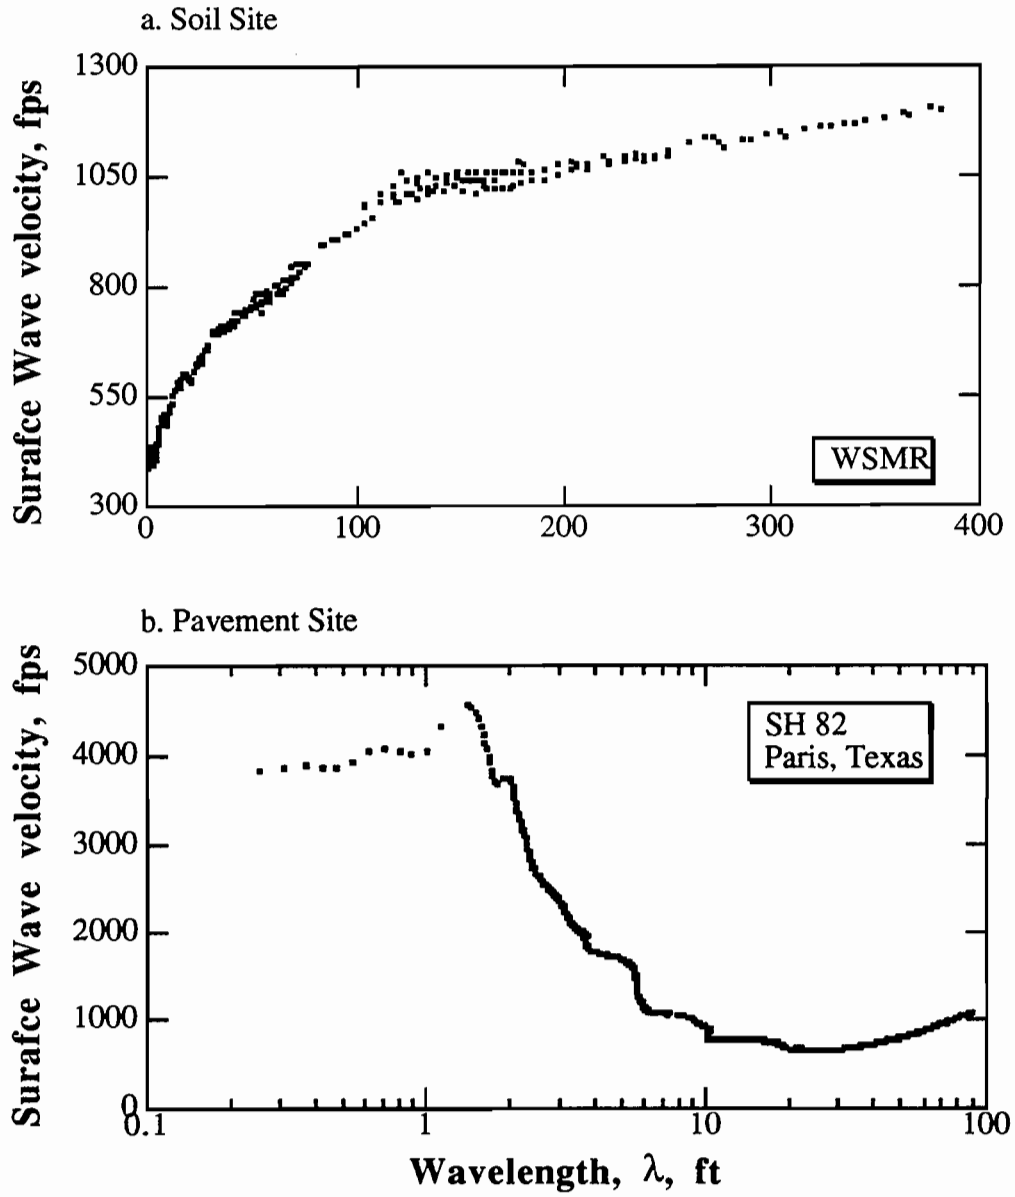 a. Soil Site
Surafce Wave velocity, fps
1300
1050
800
550
300
WSMR
0 100 200 300 400
b. Pavement Site
Surafce Wave velocity, fps
5000
4000
3000
2000
1000
0
SH 82
Paris, Texas
0.1 1 10 100
Wavelength, λ, ft